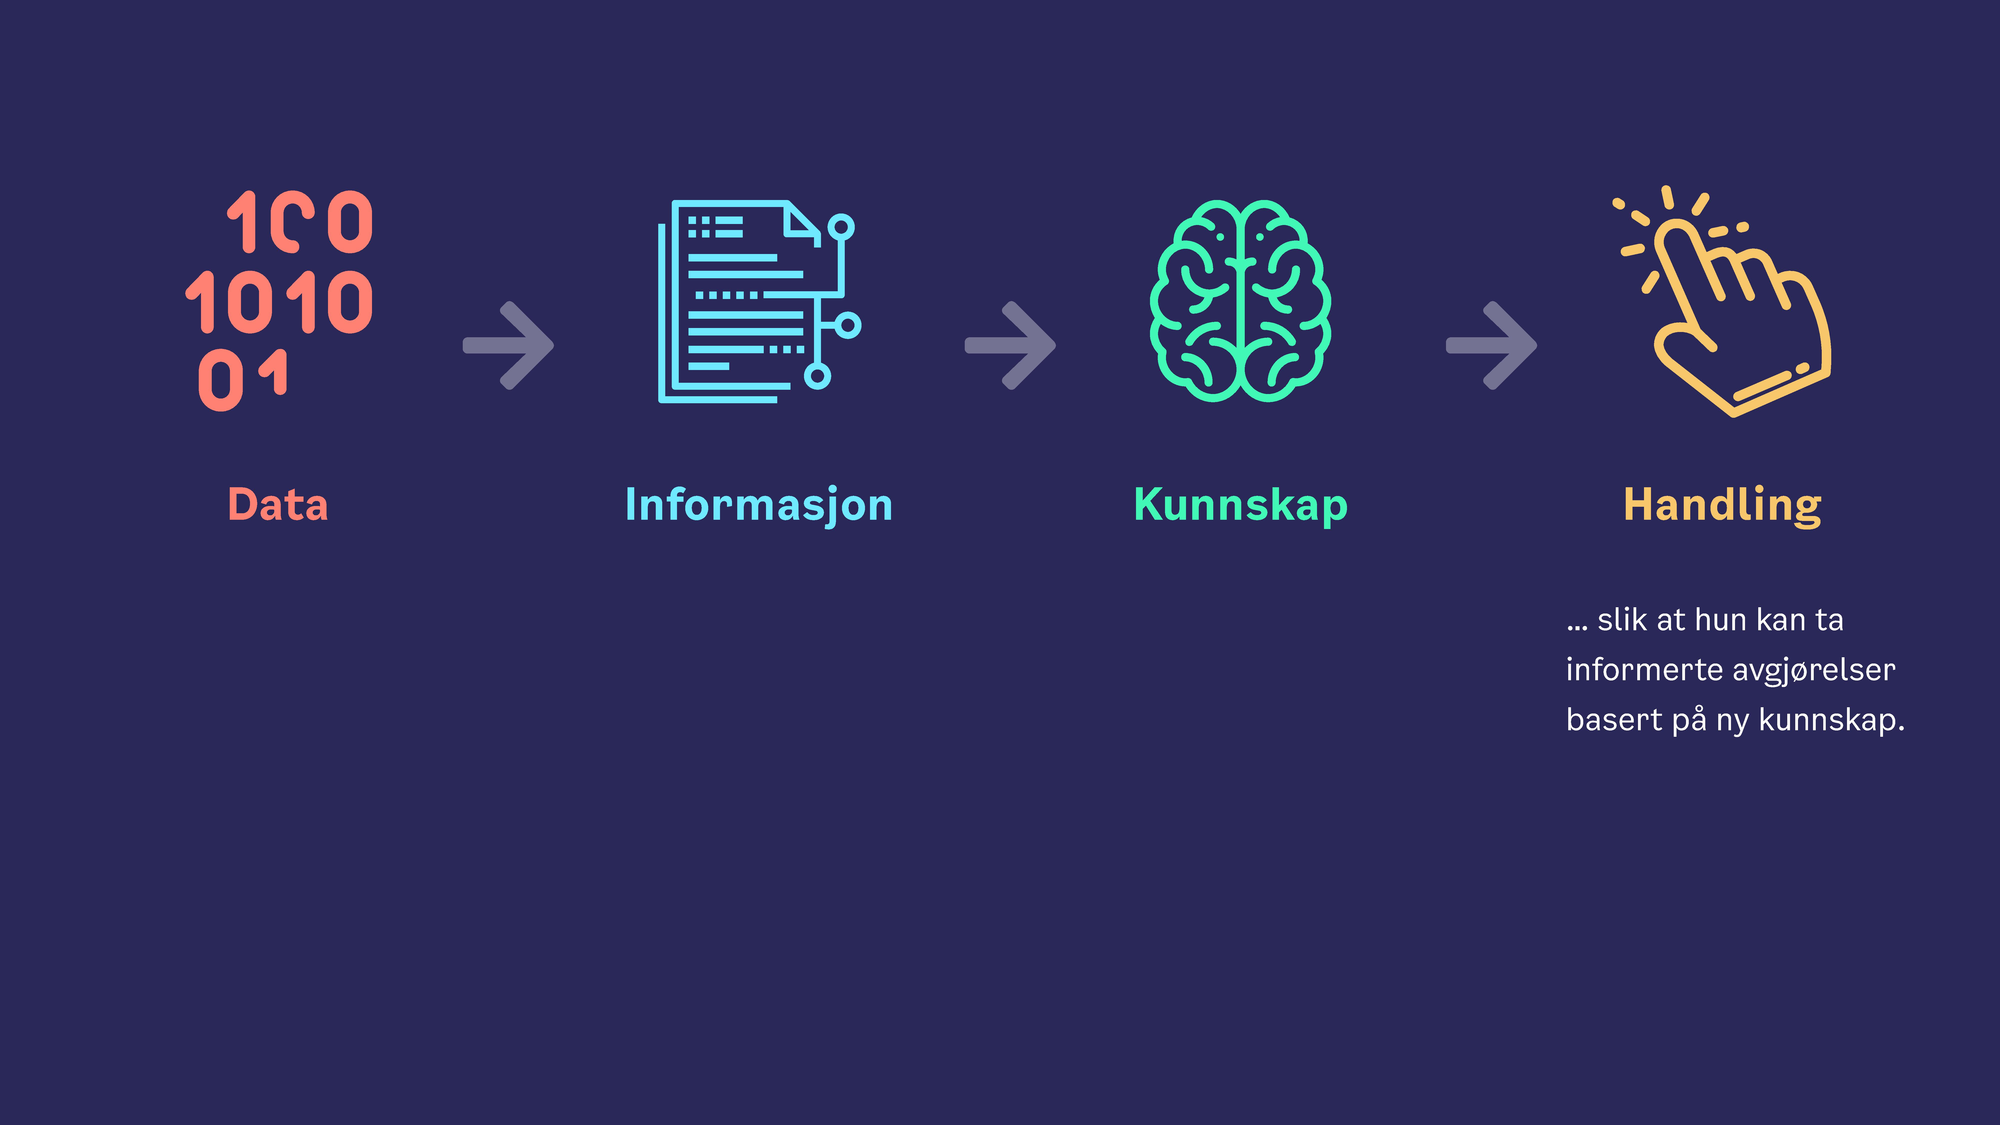 100
1010
01
Data
Informasjon
Kunnskap
Handling
... slik at hun kan ta
informerte avgjørelser
basert på ny kunnskap.